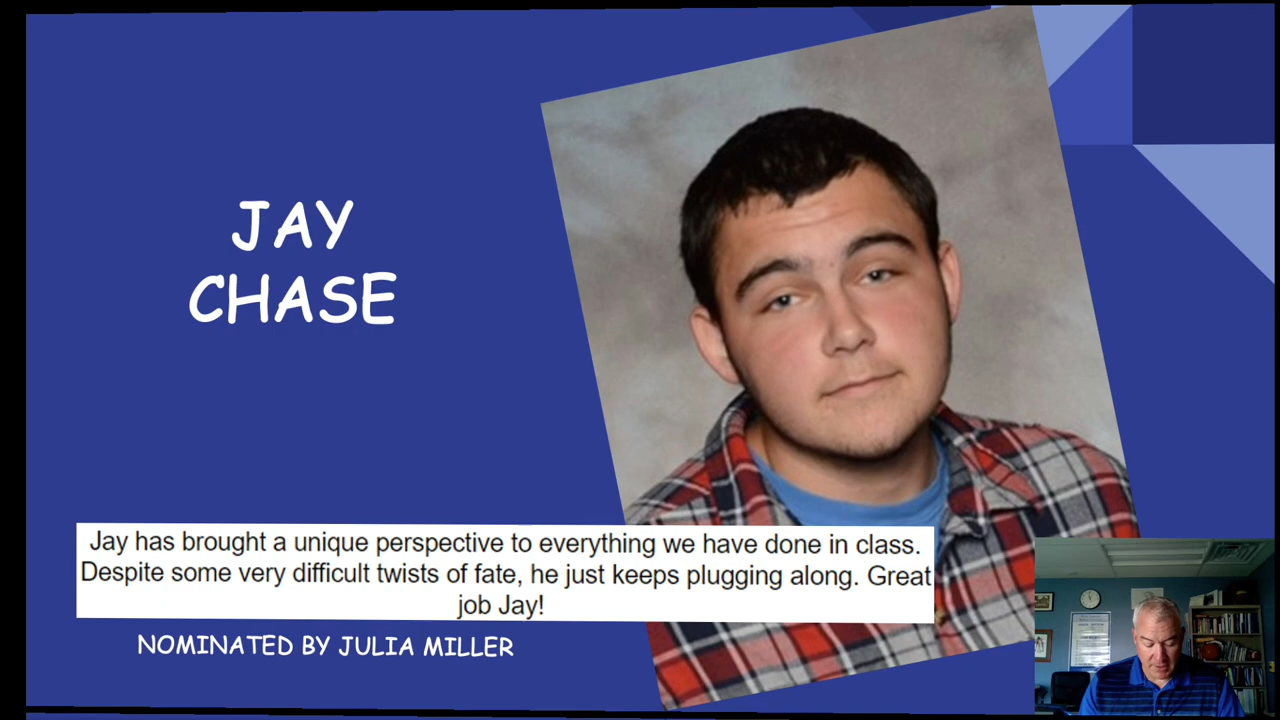 JAY
CHASE
Jay has brought a unique perspective to everything we have done in class.
Despite some very difficult twists of fate, he just keeps plugging along. Great
job Jay!
NOMINATED BY JULIA MILLER